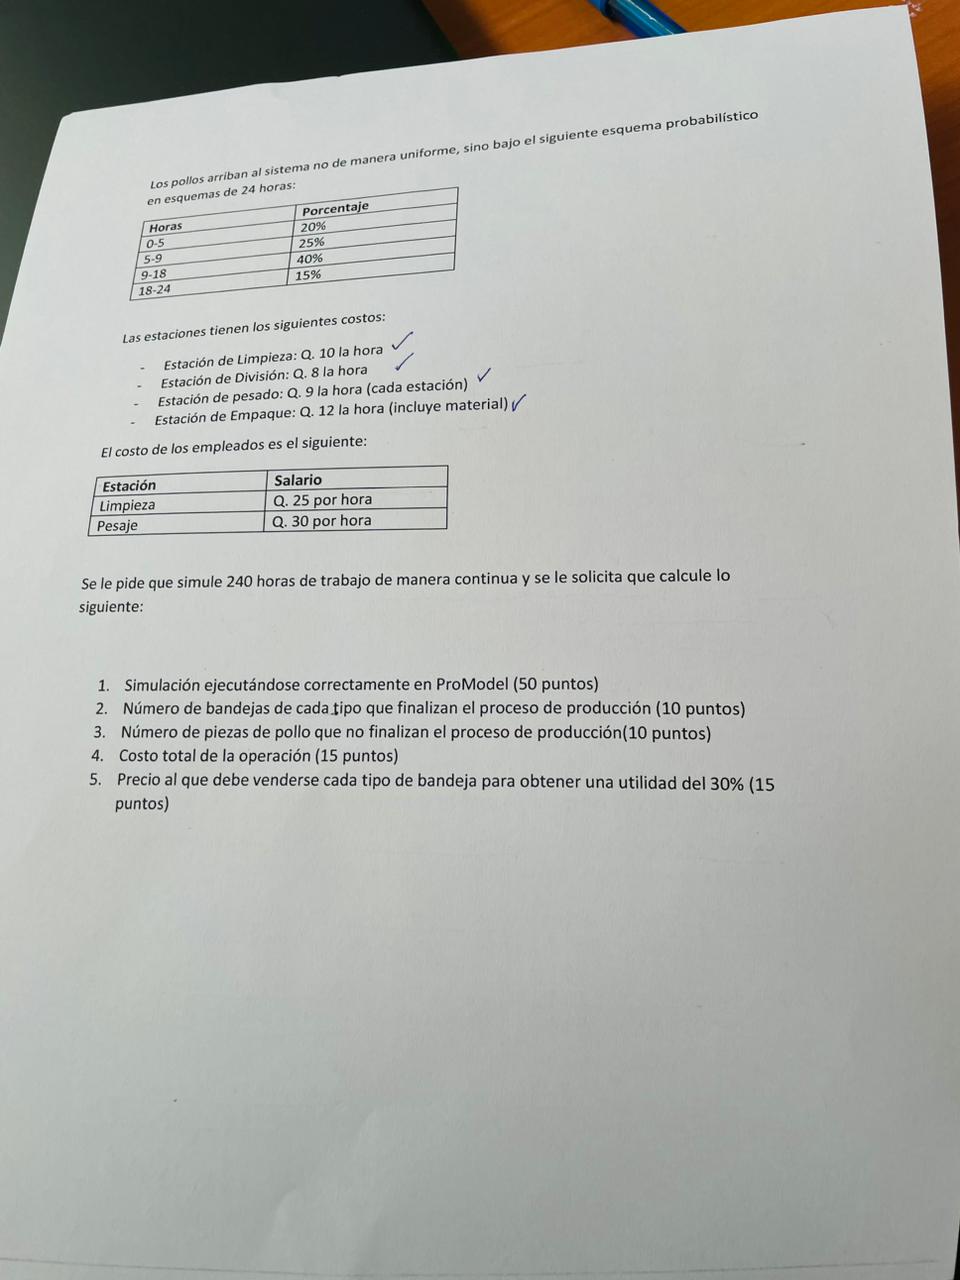 Los pollos arriban al sistema no de manera uniforme, sino bajo el siguiente esquema probabilístico
en esquemas de 24 horas:
Horas Porcentaje
0-5 20%
5-9 25%
9-18 40%
18-24 15%
Las estaciones tienen los siguientes costos:
- Estación de Limpieza: Q. 10 la hora
- Estación de División: Q. 8 la hora
- Estación de pesado: Q. 9 la hora (cada estación)
- Estación de Empaque: Q. 12 la hora (incluye material)
El costo de los empleados es el siguiente:
Estación Salario
Limpieza Q. 25 por hora
Pesaje Q. 30 por hora
Se le pide que simule 240 horas de trabajo de manera continua y se le solicita que calcule lo
siguiente:
1. Simulación ejecutándose correctamente en ProModel (50 puntos)
2. Número de bandejas de cada tipo que finalizan el proceso de producción (10 puntos)
3. Número de piezas de pollo que no finalizan el proceso de producción(10 puntos)
4. Costo total de la operación (15 puntos)
5. Precio al que debe venderse cada tipo de bandeja para obtener una utilidad del 30% (15
puntos)